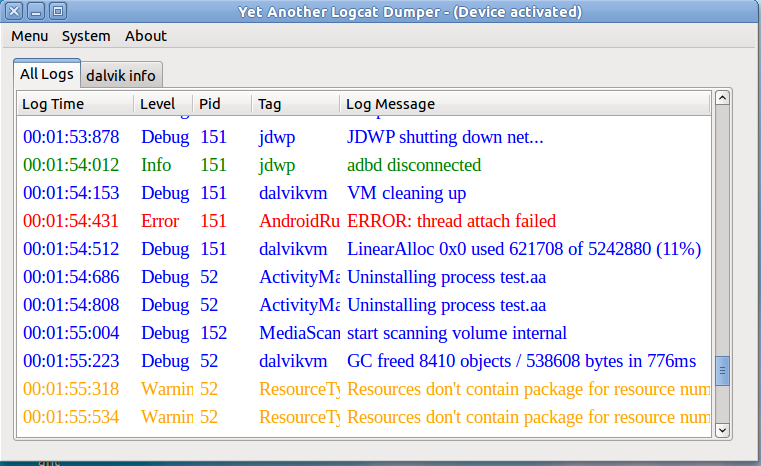 Yet Another Logcat Dumper - (Device activated)
Menu System About
All Logs dalvik info
Log Time Level Pid Tag Log Message
00:01:53:878 Debug 151 jdwp JDWP shutting down net...
00:01:54:012 Info 151 jdwp adbd disconnected
00:01:54:153 Debug 151 dalvikvm VM cleaning up
00:01:54:431 Error 151 AndroidRu ERROR: thread attach failed
00:01:54:512 Debug 151 dalvikvm LinearAlloc 0x0 used 621708 of 5242880 (11%)
00:01:54:686 Debug 52 ActivityMa Uninstalling process test.aa
00:01:54:808 Debug 52 ActivityMa Uninstalling process test.aa
00:01:55:004 Debug 152 MediaScan start scanning volume internal
00:01:55:223 Debug 52 dalvikvm GC freed 8410 objects / 538608 bytes in 776ms
00:01:55:318 Warnin 52 ResourceTy Resources don't contain package for resource num
00:01:55:534 Warnin 52 ResourceTy Resources don't contain package for resource num